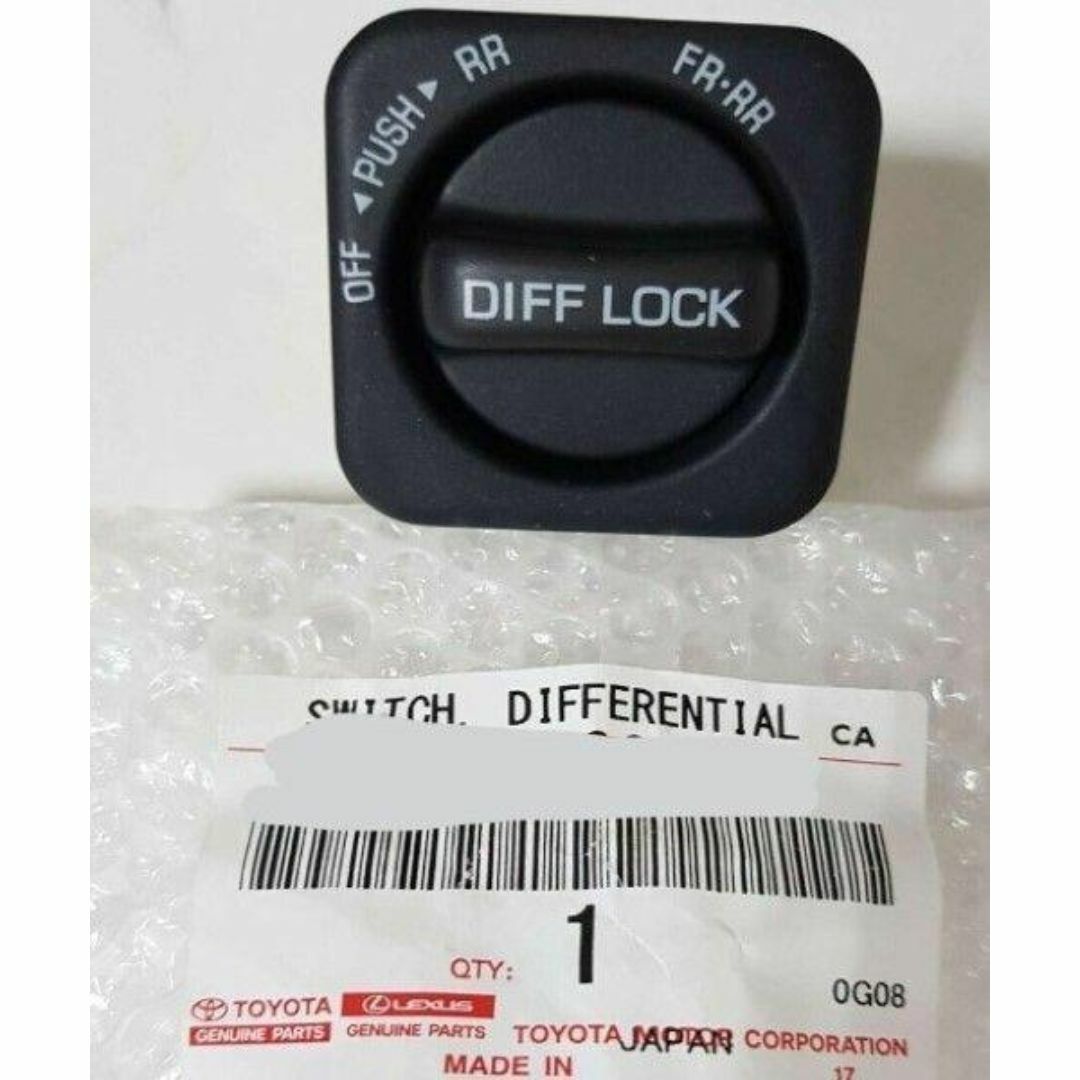 OFF ◀PUSH▶ RR FR·RR
DIFF LOCK
SWITCH, DIFFERENTIAL CA
1
QTY:
0G08
TOYOTA LEXUS
GENUINE PARTS GENUINE PARTS TOYOTA MOTOR CORPORATION
MADE IN JAPAN
17